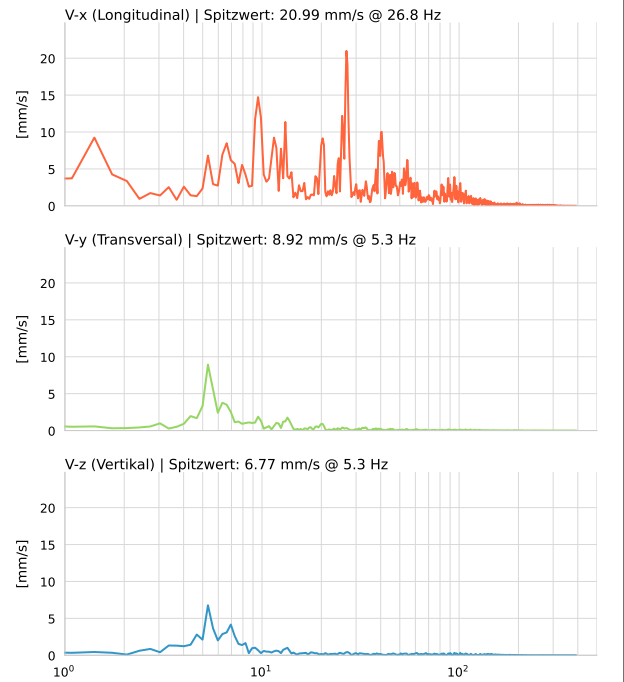 V-x (Longitudinal) | Spitzwert: 20.99 mm/s @ 26.8 Hz
20
15
10
5
0
[mm/s]
V-y (Transversal) | Spitzwert: 8.92 mm/s @ 5.3 Hz
20
15
10
5
0
[mm/s]
V-z (Vertikal) | Spitzwert: 6.77 mm/s @ 5.3 Hz
20
15
10
5
0
[mm/s]
10⁰ 10¹ 10²